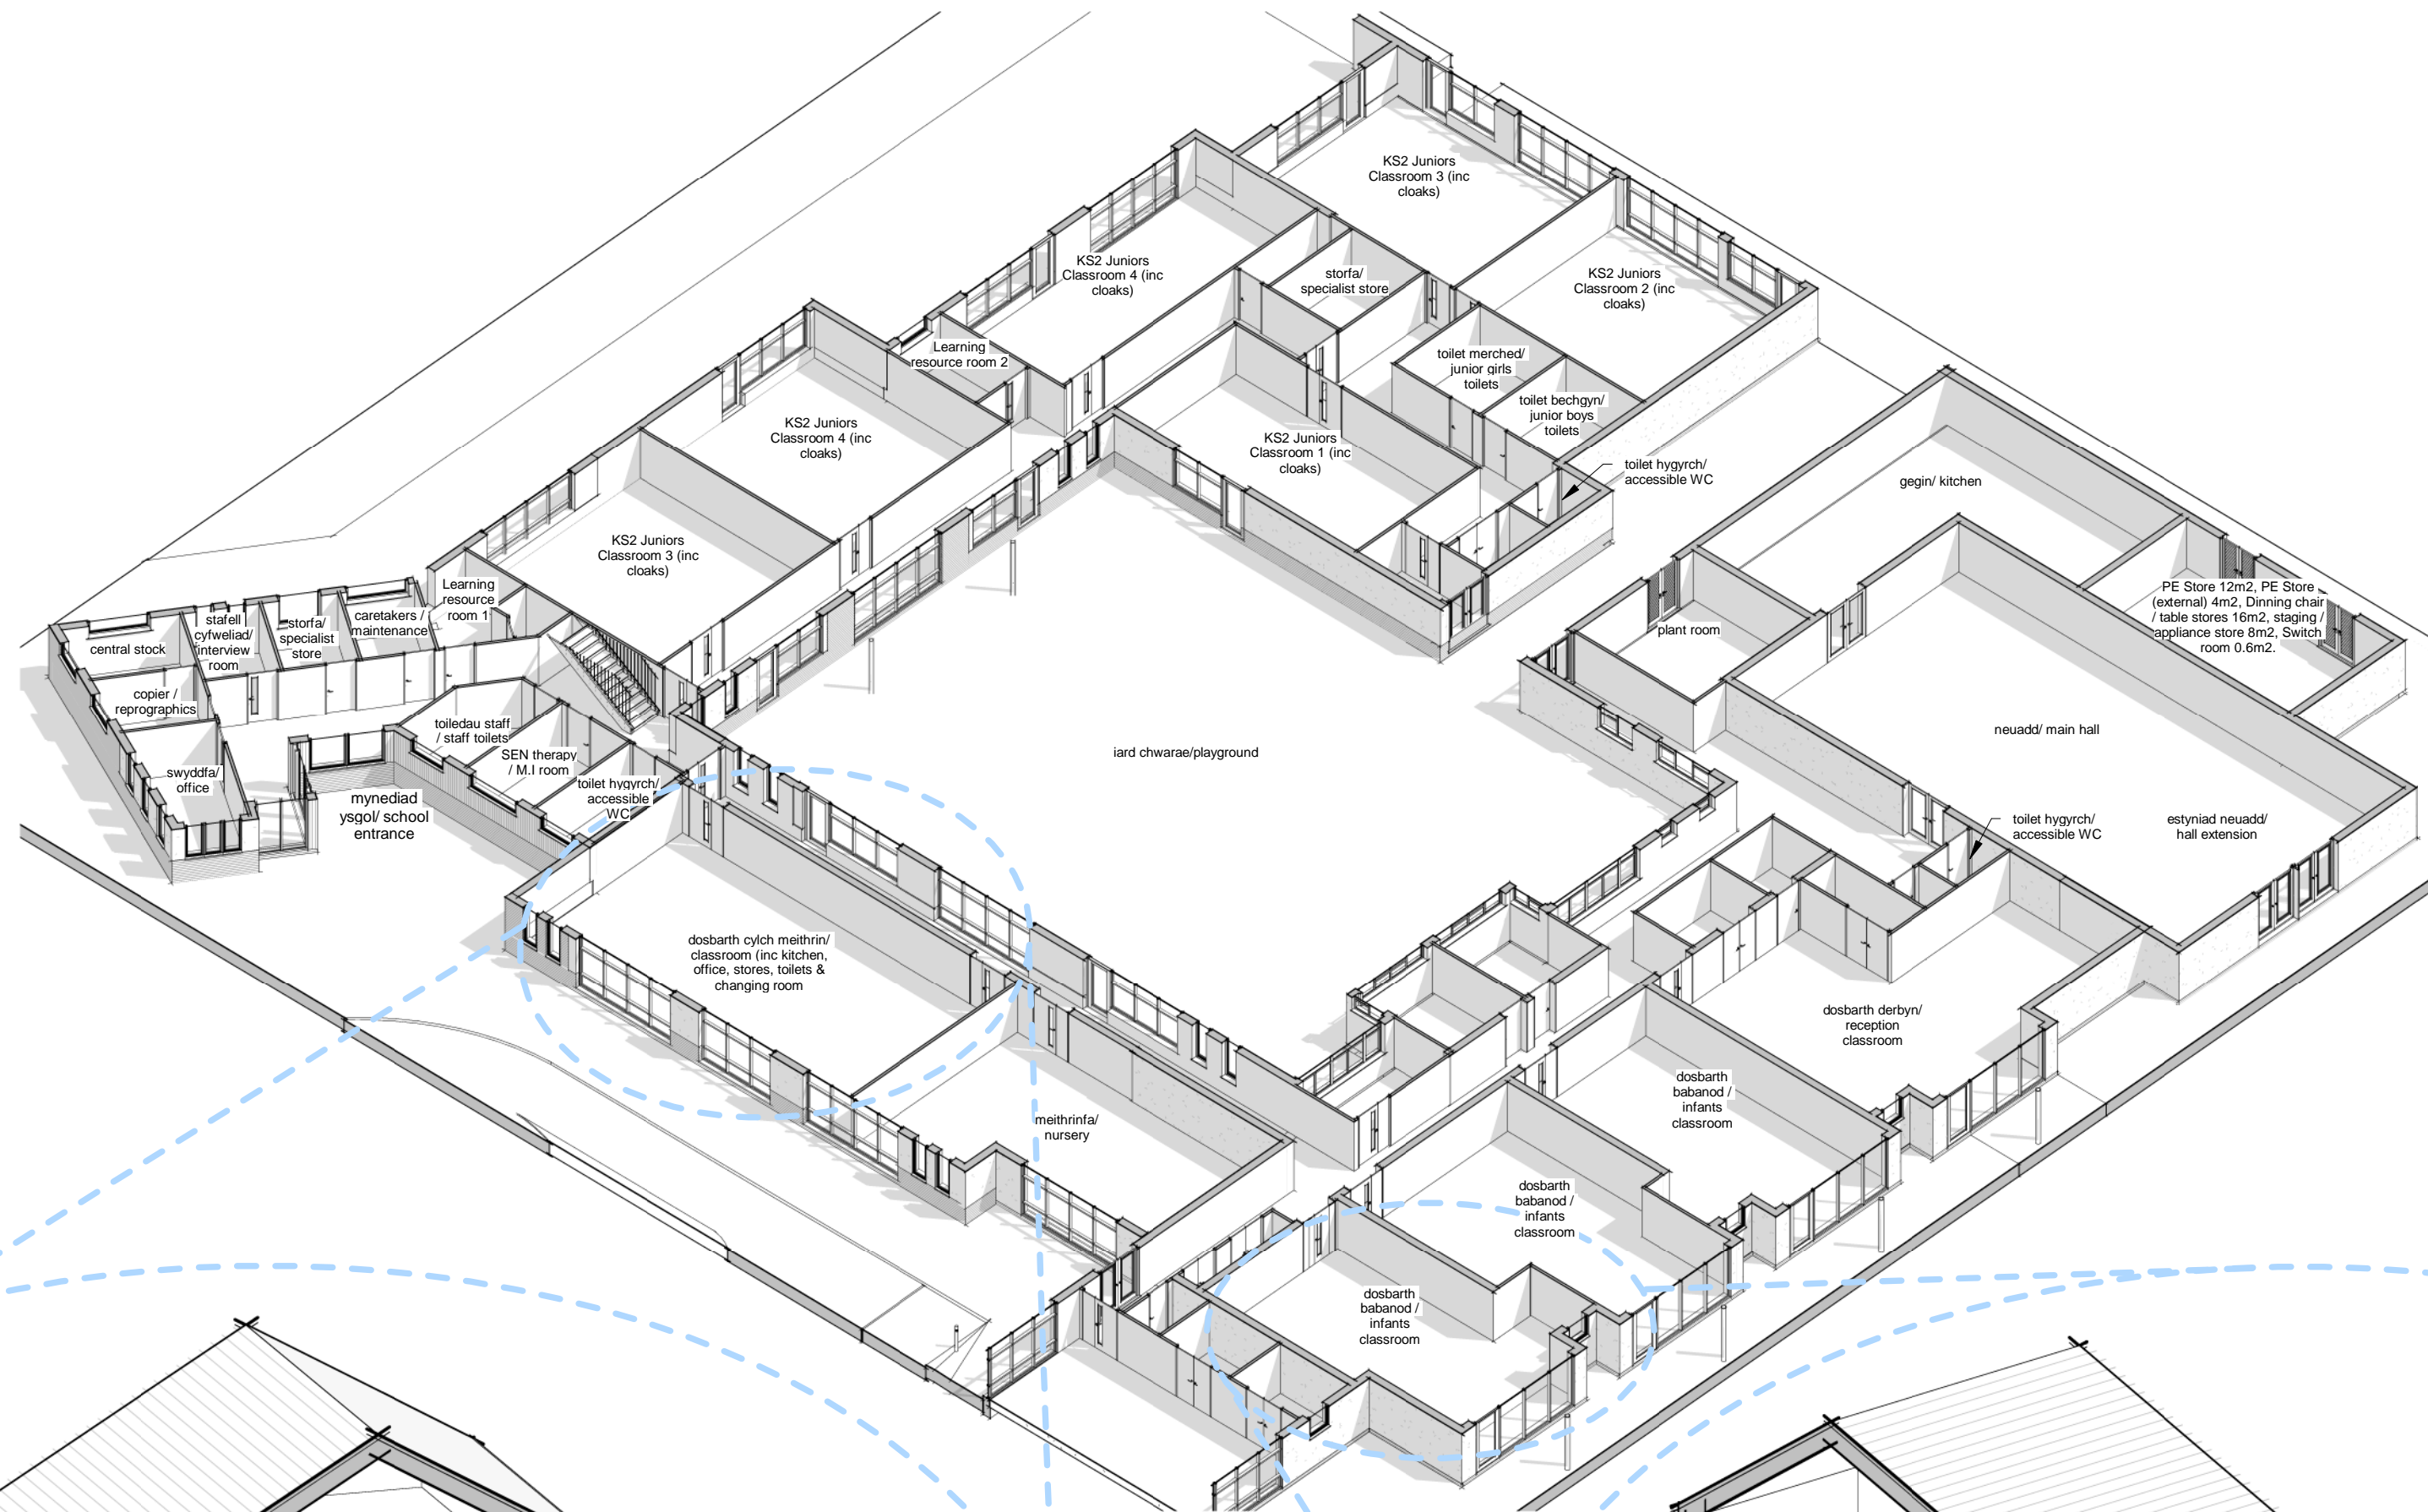 KS2 Juniors
Classroom 3 (inc
cloaks)
KS2 Juniors
Classroom 4 (inc
cloaks)
storfa/
specialist store
KS2 Juniors
Classroom 2 (inc
cloaks)
Learning
resource room 2
toilet merched/
junior girls
toilets
toilet bechgyn/
junior boys
toilets
KS2 Juniors
Classroom 4 (inc
cloaks)
KS2 Juniors
Classroom 1 (inc
cloaks)
toilet hygyrch/
accessible WC
gegin/ kitchen
KS2 Juniors
Classroom 3 (inc
cloaks)
Learning
resource
room 1
caretakers /
maintenance
storfa/
specialist
store
stafell
cyfweliad/
interview
room
central stock
copier /
reprographics
swyddfa/
office
toiledau staff
/ staff toilets
SEN therapy
/ M.I room
toilet hygyrch/
accessible
WC
mynediad
ysgol/ school
entrance
plant room
PE Store 12m2, PE Store
(external) 4m2, Dinning chair
/ table stores 16m2, staging /
appliance store 8m2, Switch
room 0.6m2.
iard chwarae/playground
neuadd/ main hall
estyniad neuadd/
hall extension
toilet hygyrch/
accessible WC
dosbarth cylch meithrin/
classroom (inc kitchen,
office, stores, toilets &
changing room
dosbarth derbyn/
reception
classroom
meithrinfa/
nursery
dosbarth
babanod /
infants
classroom
dosbarth
babanod /
infants
classroom
dosbarth
babanod /
infants
classroom